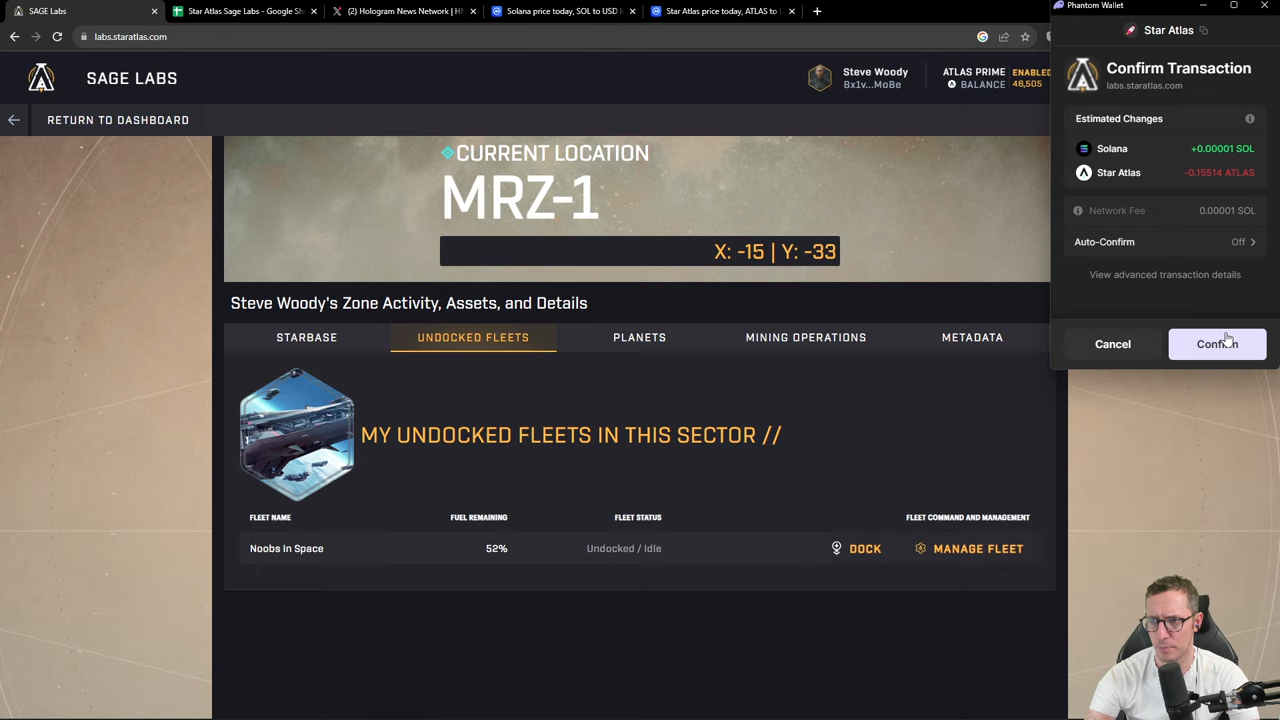 SAGE LABS
Star Atlas Sage Labs - Google Sh
(2) Hologram News Network | H
Solana price today, SOL to USD l
Star Atlas price today, ATLAS to U
Phantom Wallet
labs.staratlas.com
SAGE LABS
Steve Woody
8x1v...MoBe
ATLAS PRIME ENABLED
BALANCE 46,505
RETURN TO DASHBOARD
CURRENT LOCATION
MRZ-1
X: -15 | Y: -33
Steve Woody's Zone Activity, Assets, and Details
STARBASE
UNDOCKED FLEETS
PLANETS
MINING OPERATIONS
METADATA
MY UNDOCKED FLEETS IN THIS SECTOR //
FLEET NAME
FUEL REMAINING
FLEET STATUS
FLEET COMMAND AND MANAGEMENT
Noobs In Space
52%
Undocked / Idle
DOCK
MANAGE FLEET
Star Atlas
Confirm Transaction
labs.staratlas.com
Estimated Changes
Solana +0.00001 SOL
Star Atlas -0.15514 ATLAS
Network Fee 0.00001 SOL
Auto-Confirm Off
View advanced transaction details
Cancel
Confirm